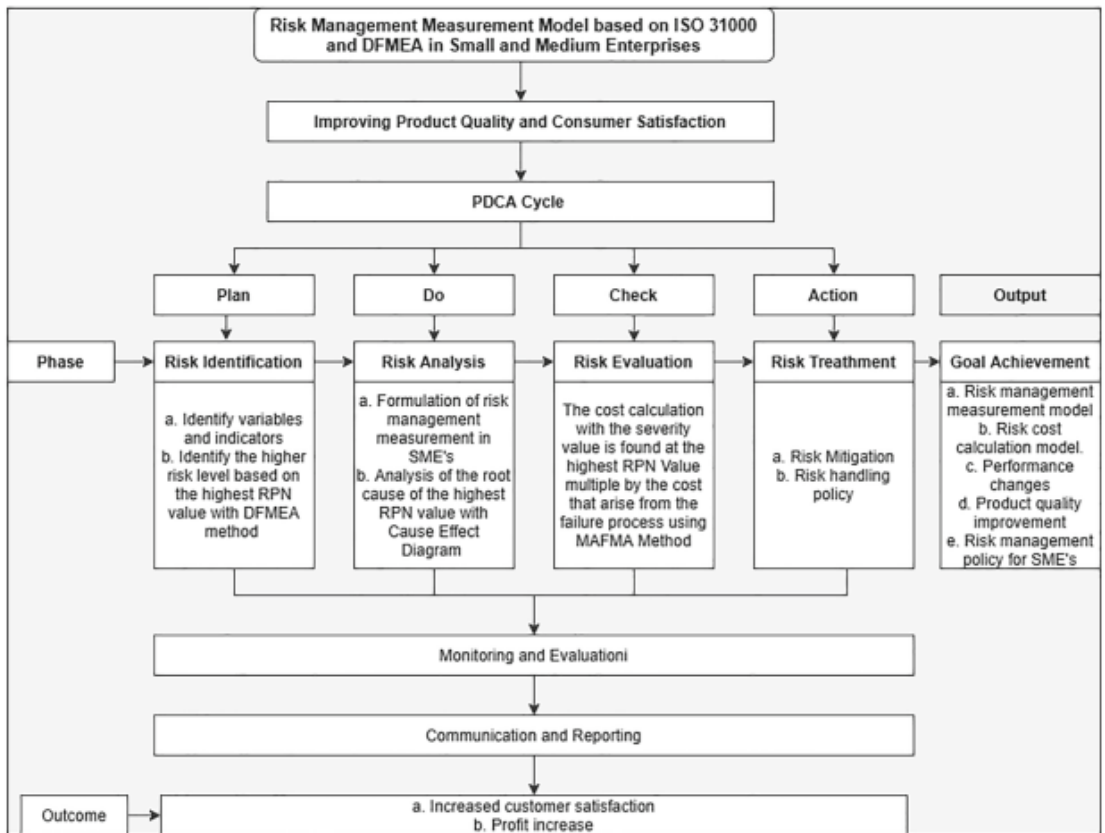 Risk Management Measurement Model based on ISO 31000
and DFMEA in Small and Medium Enterprises
Improving Product Quality and Consumer Satisfaction
PDCA Cycle
Plan
Do
Check
Action
Output
Phase
Risk Identification
Risk Analysis
Risk Evaluation
Risk Treathment
Goal Achievement
a. Identify variables
and indicators
b. Identify the higher
risk level based on
the highest RPN
value with DFMEA
method
a. Formulation of risk
management
measurement in
SME's
b. Analysis of the root
cause of the highest
RPN value with
Cause Effect
Diagram
The cost calculation
with the severity
value is found at the
highest RPN Value
multiple by the cost
that arise from the
failure process using
MAFMA Method
a. Risk Mitigation
b. Risk handling
policy
a. Risk management
measurement model
b. Risk cost
calculation model.
c. Performance
changes
d. Product quality
improvement
e. Risk management
policy for SME's
Monitoring and Evaluationi
Communication and Reporting
Outcome
a. Increased customer satisfaction
b. Profit increase